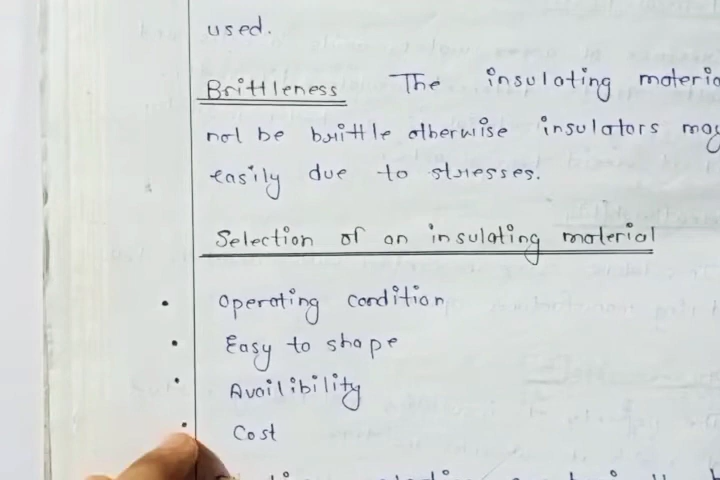 used.
Brittleness The insulating
not be brittle otherwise insulators
easily due to stresses.
Selection of an insulating material
• Operating condition
• Easy to shape
• Availibility
• Cost